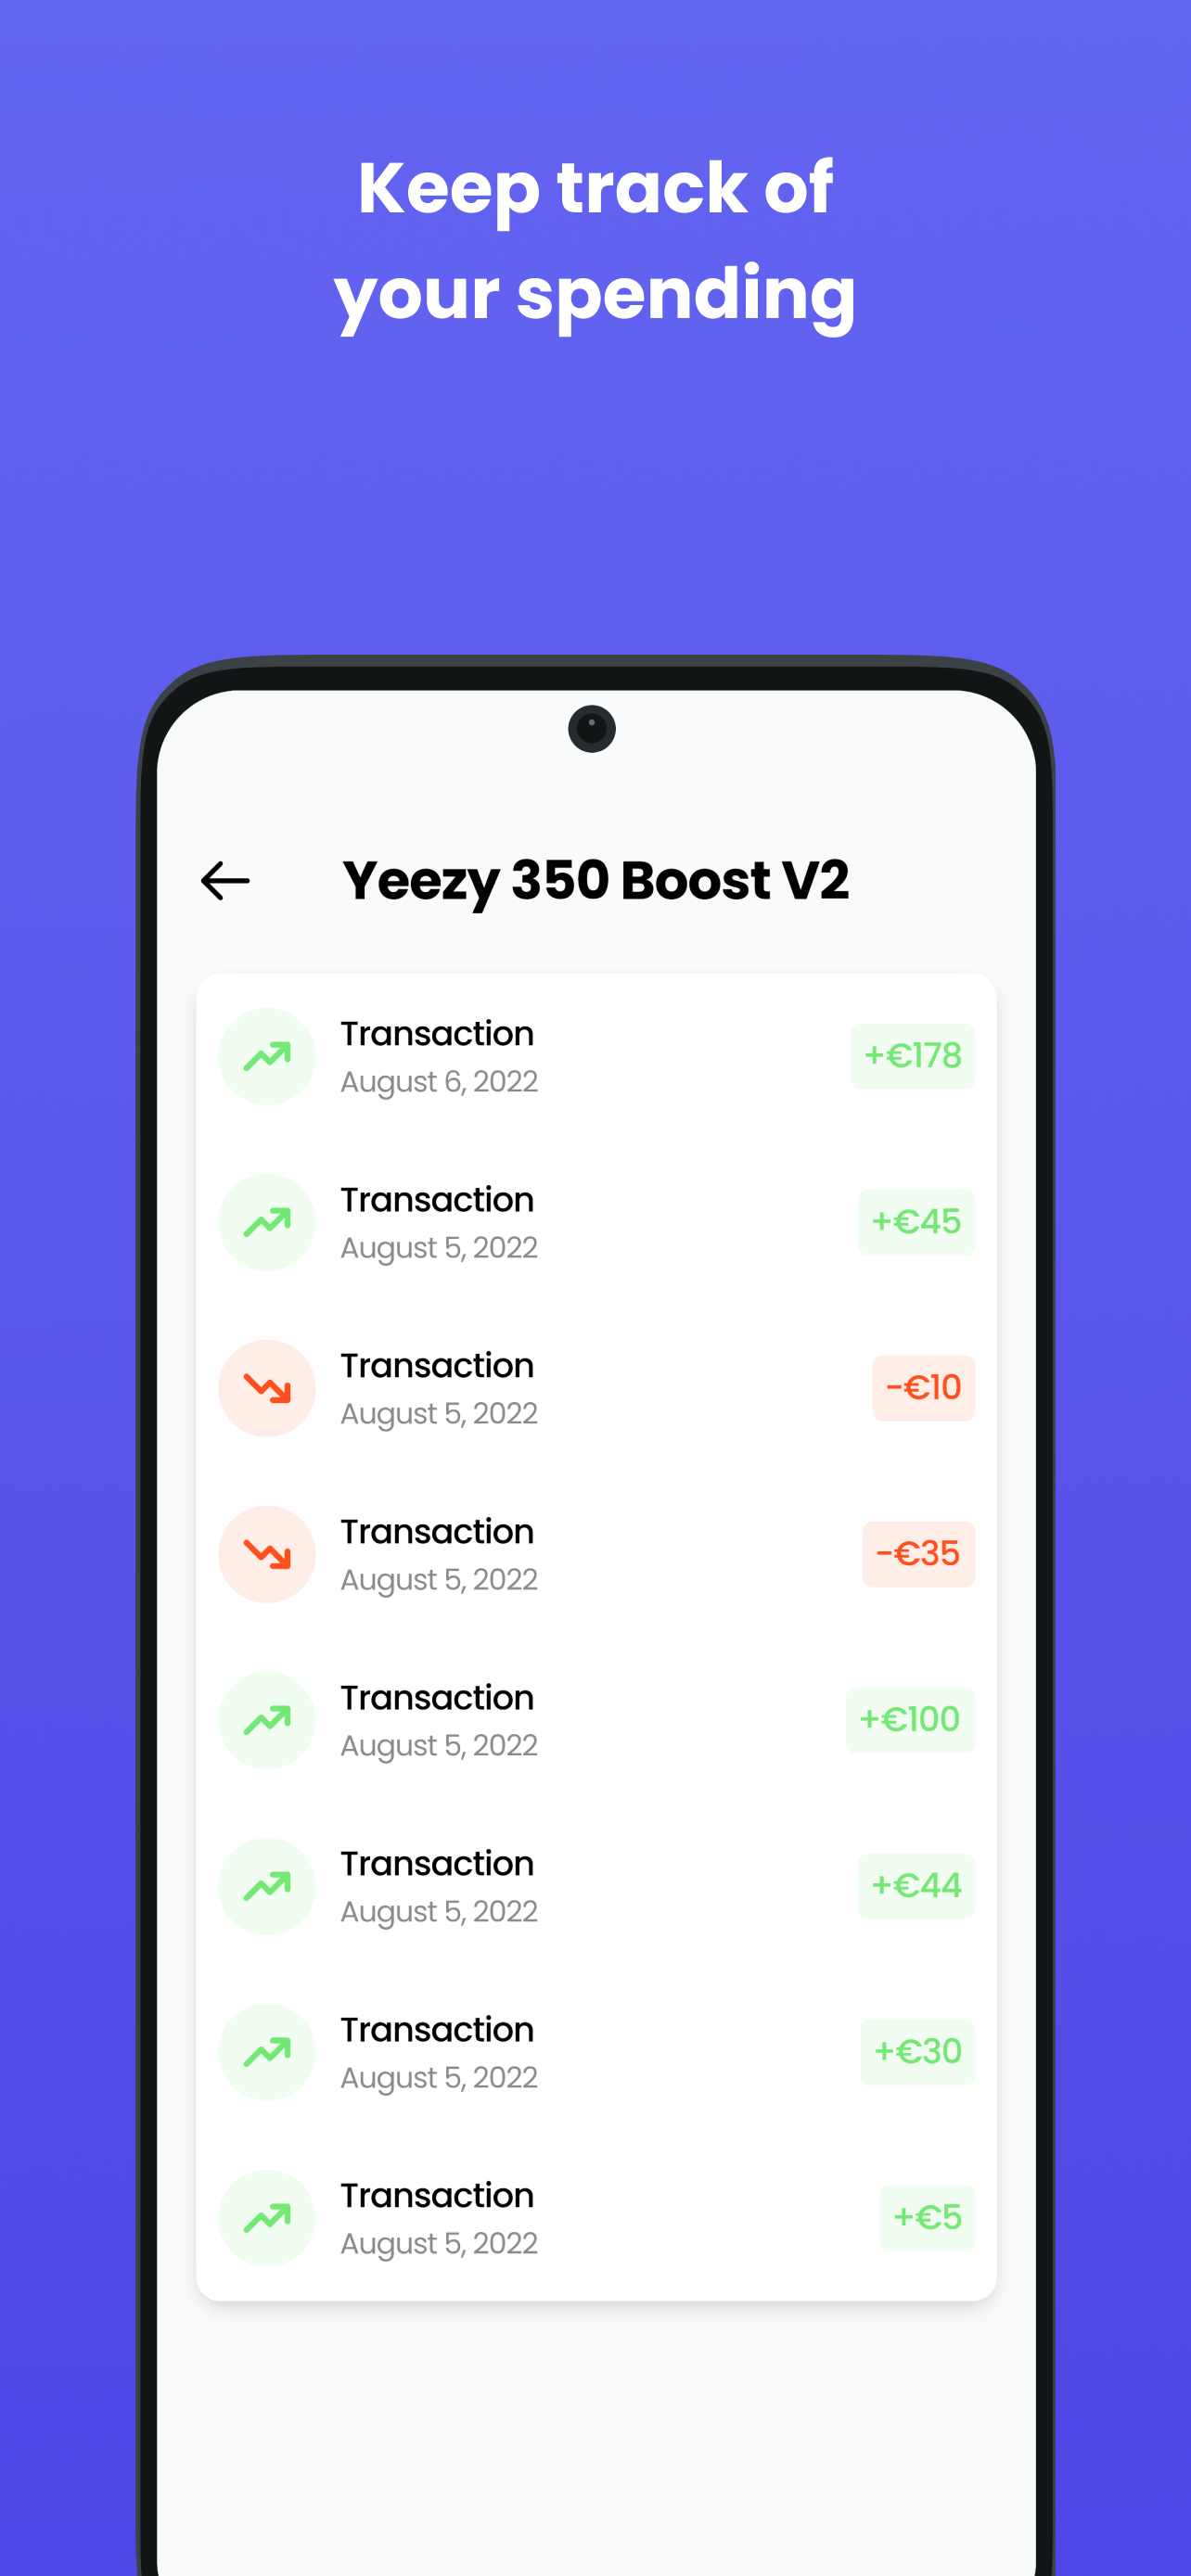 Keep track of
your spending
Yeezy 350 Boost V2
Transaction
August 6, 2022
+€178
Transaction
August 5, 2022
+€45
Transaction
August 5, 2022
-€10
Transaction
August 5, 2022
-€35
Transaction
August 5, 2022
+€100
Transaction
August 5, 2022
+€44
Transaction
August 5, 2022
+€30
Transaction
August 5, 2022
+€5